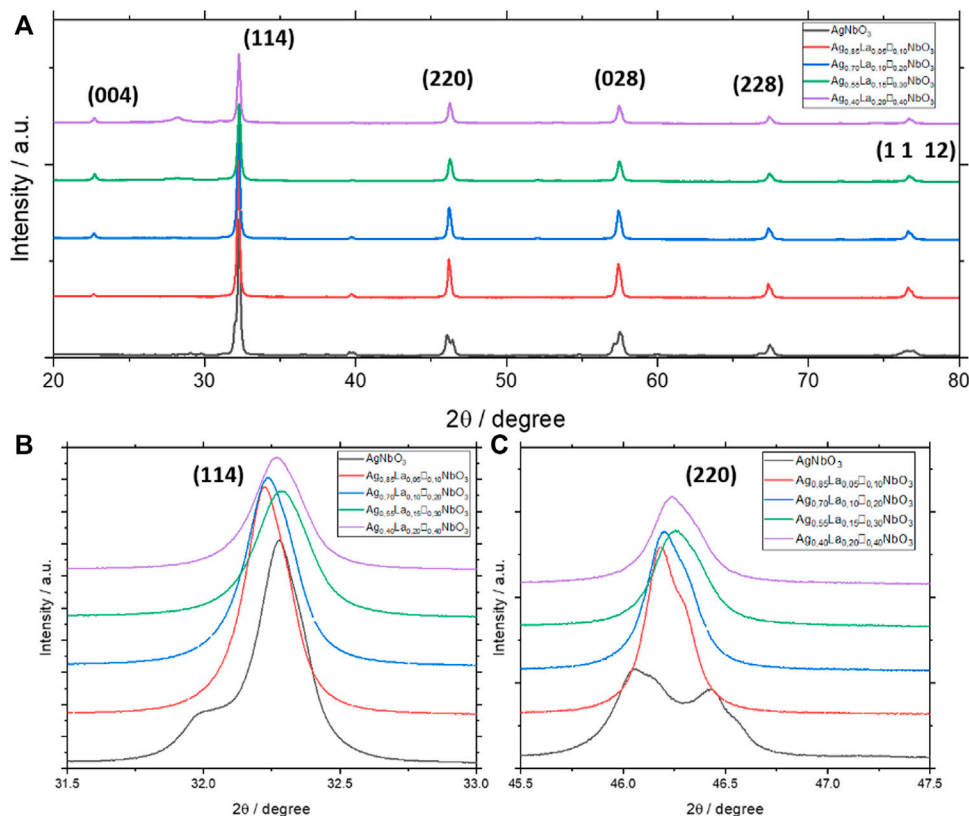 A
(004)
(114)
(220)
(028)
(228)
(1 1 12)
AgNbO₃
Ag₀,₈₅La₀,₀₅□₀,₁₀NbO₃
Ag₀,₇₀La₀,₁₀□₀,₂₀NbO₃
Ag₀,₅₅La₀,₁₅□₀,₃₀NbO₃
Ag₀,₄₀La₀,₂₀□₀,₄₀NbO₃
Intensity / a.u.
20 30 40 50 60 70 80
2θ / degree
B
(114)
AgNbO₃
Ag₀,₈₅La₀,₀₅□₀,₁₀NbO₃
Ag₀,₇₀La₀,₁₀□₀,₂₀NbO₃
Ag₀,₅₅La₀,₁₅□₀,₃₀NbO₃
Ag₀,₄₀La₀,₂₀□₀,₄₀NbO₃
Intensity / a.u.
31.5 32.0 32.5 33.0
2θ / degree
C
(220)
AgNbO₃
Ag₀,₈₅La₀,₀₅□₀,₁₀NbO₃
Ag₀,₇₀La₀,₁₀□₀,₂₀NbO₃
Ag₀,₅₅La₀,₁₅□₀,₃₀NbO₃
Ag₀,₄₀La₀,₂₀□₀,₄₀NbO₃
Intensity / a.u.
45.5 46.0 46.5 47.0 47.5
2θ / degree